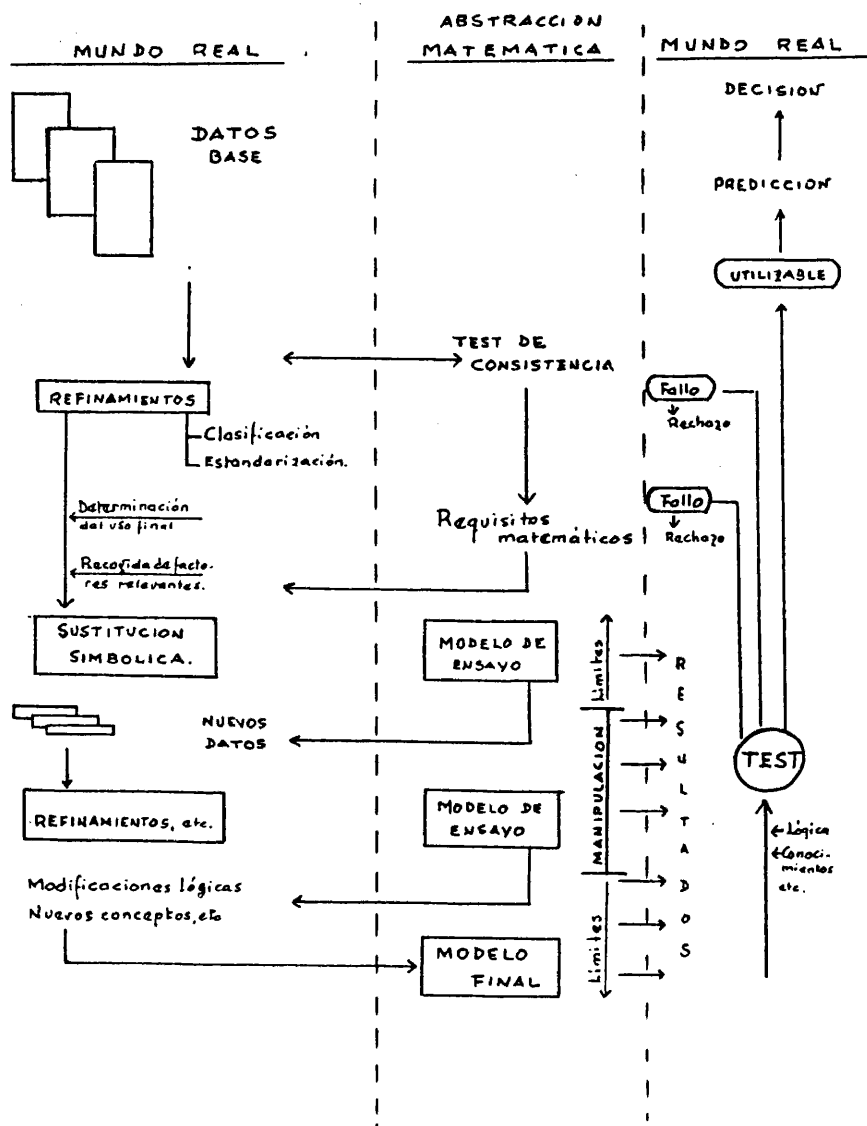 MUNDO REAL
ABSTRACCION
MATEMATICA
MUNDO REAL
DATOS
BASE
REFINAMIENTOS
Clasificación
Estandarización.
Determinación
del uso final
Recogida de facto-
res relevantes.
SUSTITUCION
SIMBOLICA.
NUEVOS
DATOS
REFINAMIENTOS, etc.
Modificaciones lógicas
Nuevos conceptos, etc
TEST DE
CONSISTENCIA
Requisitos
matemáticos
MODELO DE
ENSAYO
MODELO DE
ENSAYO
MODELO
FINAL
Límites
MANIPULACION
Límites
RESULTADOS
DECISION
PREDICCION
UTILIZABLE
Fallo
Rechazo
Fallo
Rechazo
TEST
Lógica
Conoci-
mientos
etc.